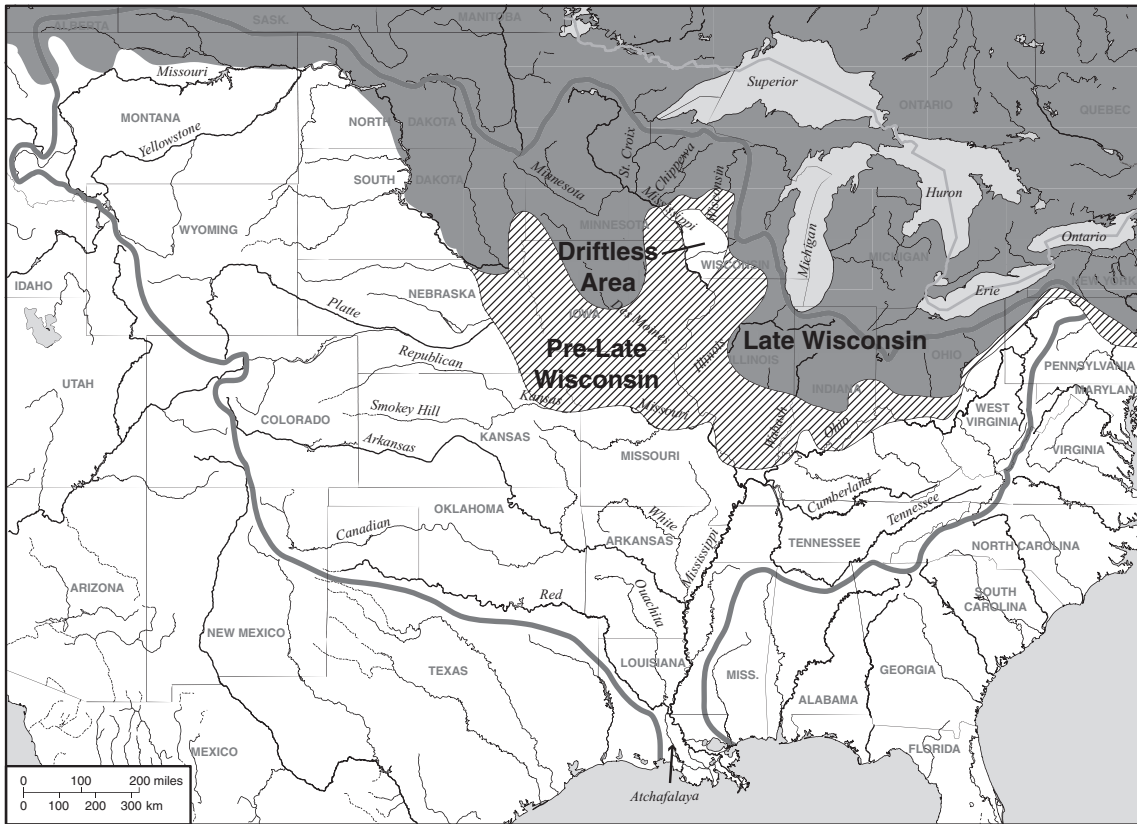 ALBERTA
SASK.
MANITOBA
ONTARIO
QUEBEC
Missouri
Superior
MONTANA
NORTH DAKOTA
Yellowstone
St. Croix
Chippewa
Wisconsin
Minnesota
Mississippi
SOUTH DAKOTA
Huron
Michigan
Ontario
MINNESOTA
WYOMING
Driftless
Area
WISCONSIN
MICHIGAN
NEW YORK
IDAHO
NEBRASKA
Erie
Platte
IOWA
Des Moines
Late Wisconsin
Republican
Pre-Late
Wisconsin
Illinois
ILLINOIS
OHIO
INDIANA
PENNSYLVANIA
UTAH
Kansas
Missouri
MARYLAND
COLORADO
Smokey Hill
KANSAS
Wabash
Ohio
WEST
VIRGINIA
Arkansas
MISSOURI
VIRGINIA
Cumberland
Tennessee
OKLAHOMA
Canadian
White
ARKANSAS
Mississippi
TENNESSEE
NORTH CAROLINA
ARIZONA
Red
Ouachita
SOUTH
CAROLINA
NEW MEXICO
TEXAS
LOUISIANA
MISS.
GEORGIA
ALABAMA
MEXICO
FLORIDA
Atchafalaya
0 100 200 miles
0 100 200 300 km